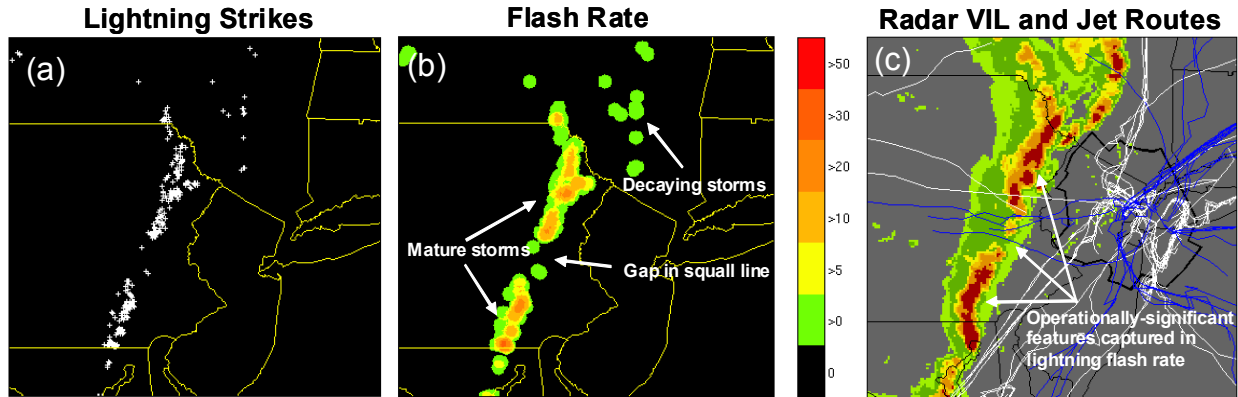 Lightning Strikes
Flash Rate
Radar VIL and Jet Routes
(a)
(b)
Decaying storms
Mature storms
Gap in squall line
>50
>30
>20
>10
>5
>0
0
(c)
Operationally-significant
features captured in
lightning flash rate